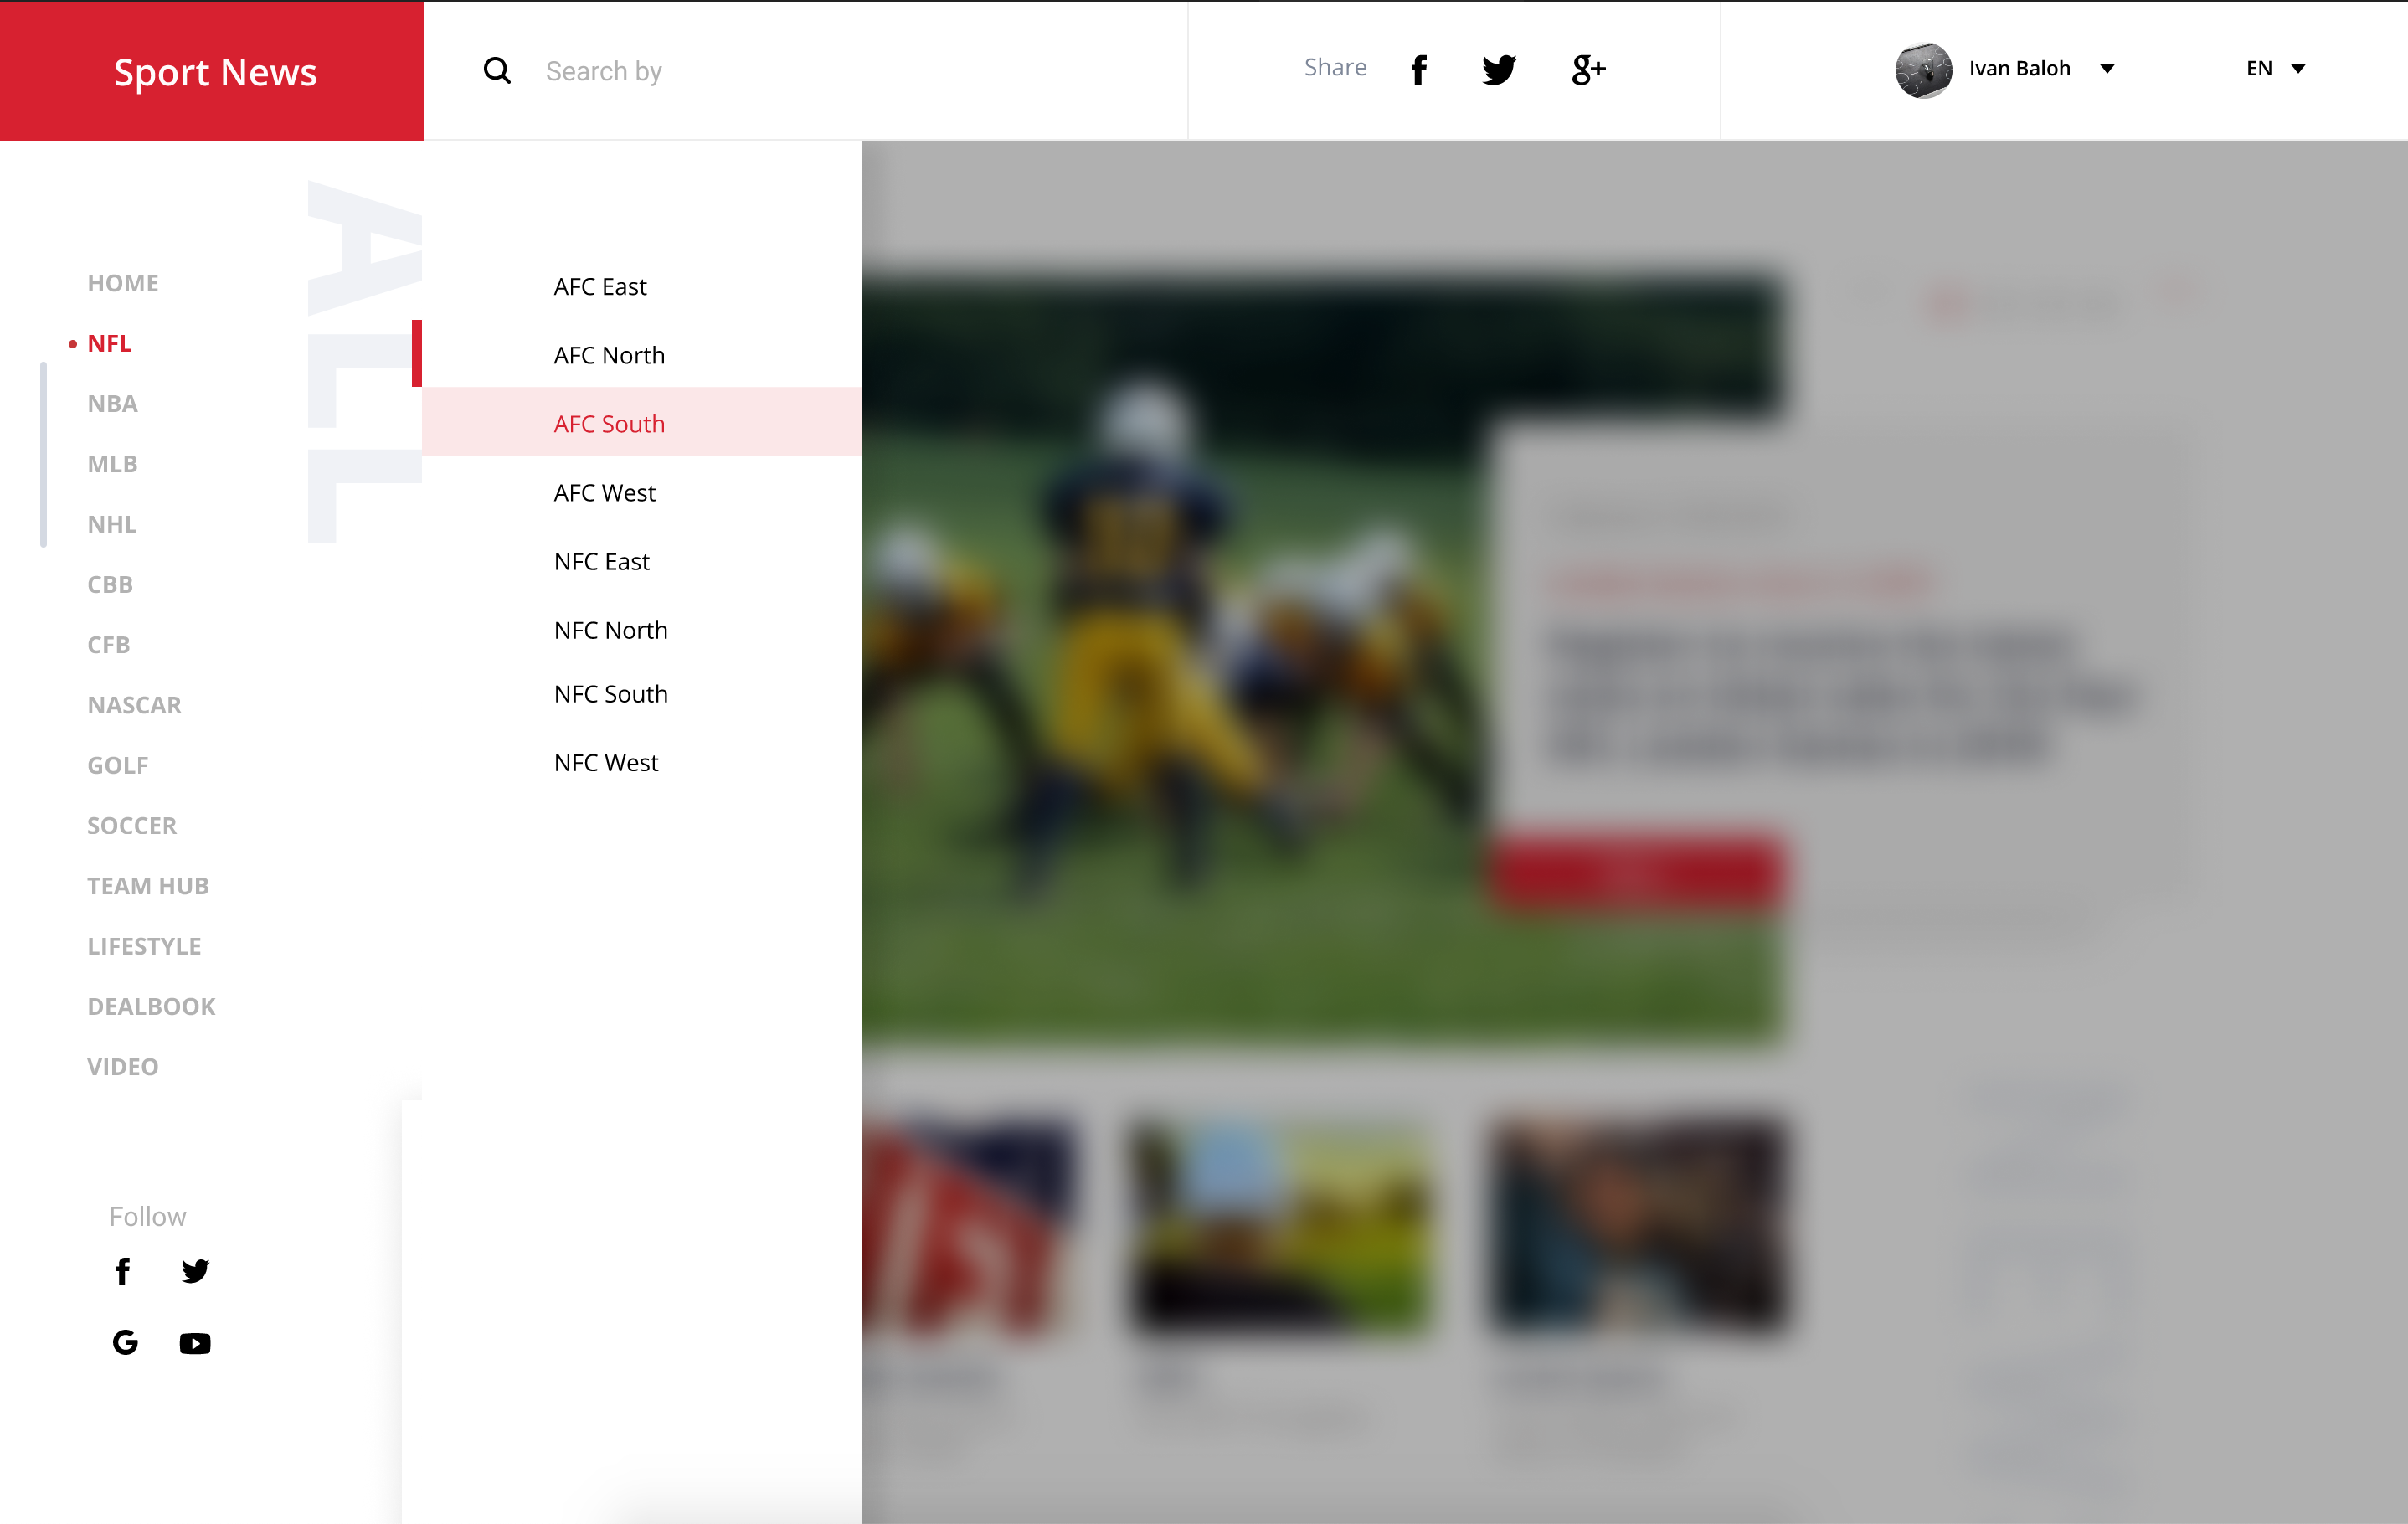 Sport News
Search by
Share
Ivan Baloh
EN
ALL
HOME
NFL
NBA
MLB
NHL
CBB
CFB
NASCAR
GOLF
SOCCER
TEAM HUB
LIFESTYLE
DEALBOOK
VIDEO
AFC East
AFC North
AFC South
AFC West
NFC East
NFC North
NFC South
NFC West
Follow